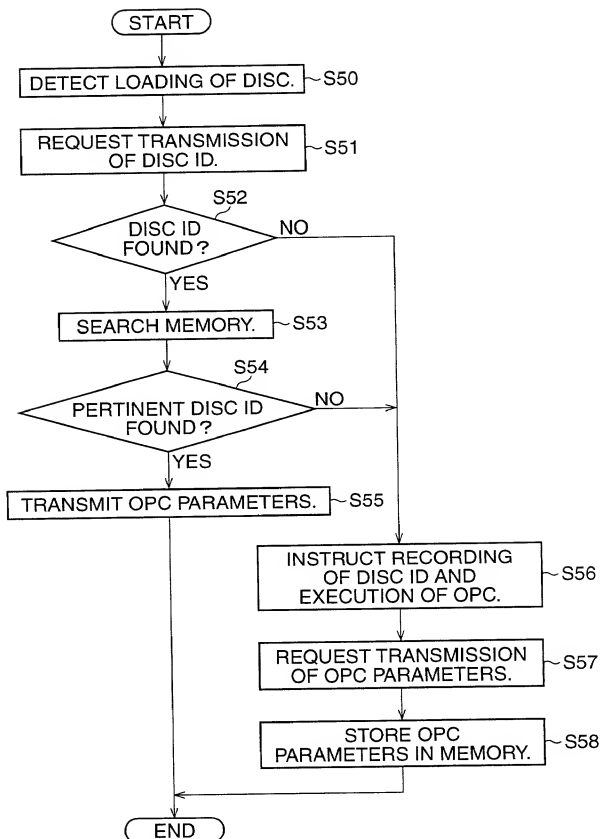 START
DETECT LOADING OF DISC.
S50
REQUEST TRANSMISSION
OF DISC ID.
S51
S52
DISC ID
FOUND?
NO
YES
SEARCH MEMORY.
S53
S54
PERTINENT DISC ID
FOUND?
NO
YES
TRANSMIT OPC PARAMETERS.
S55
INSTRUCT RECORDING
OF DISC ID AND
EXECUTION OF OPC.
S56
REQUEST TRANSMISSION
OF OPC PARAMETERS.
S57
STORE OPC
PARAMETERS IN MEMORY.
S58
END